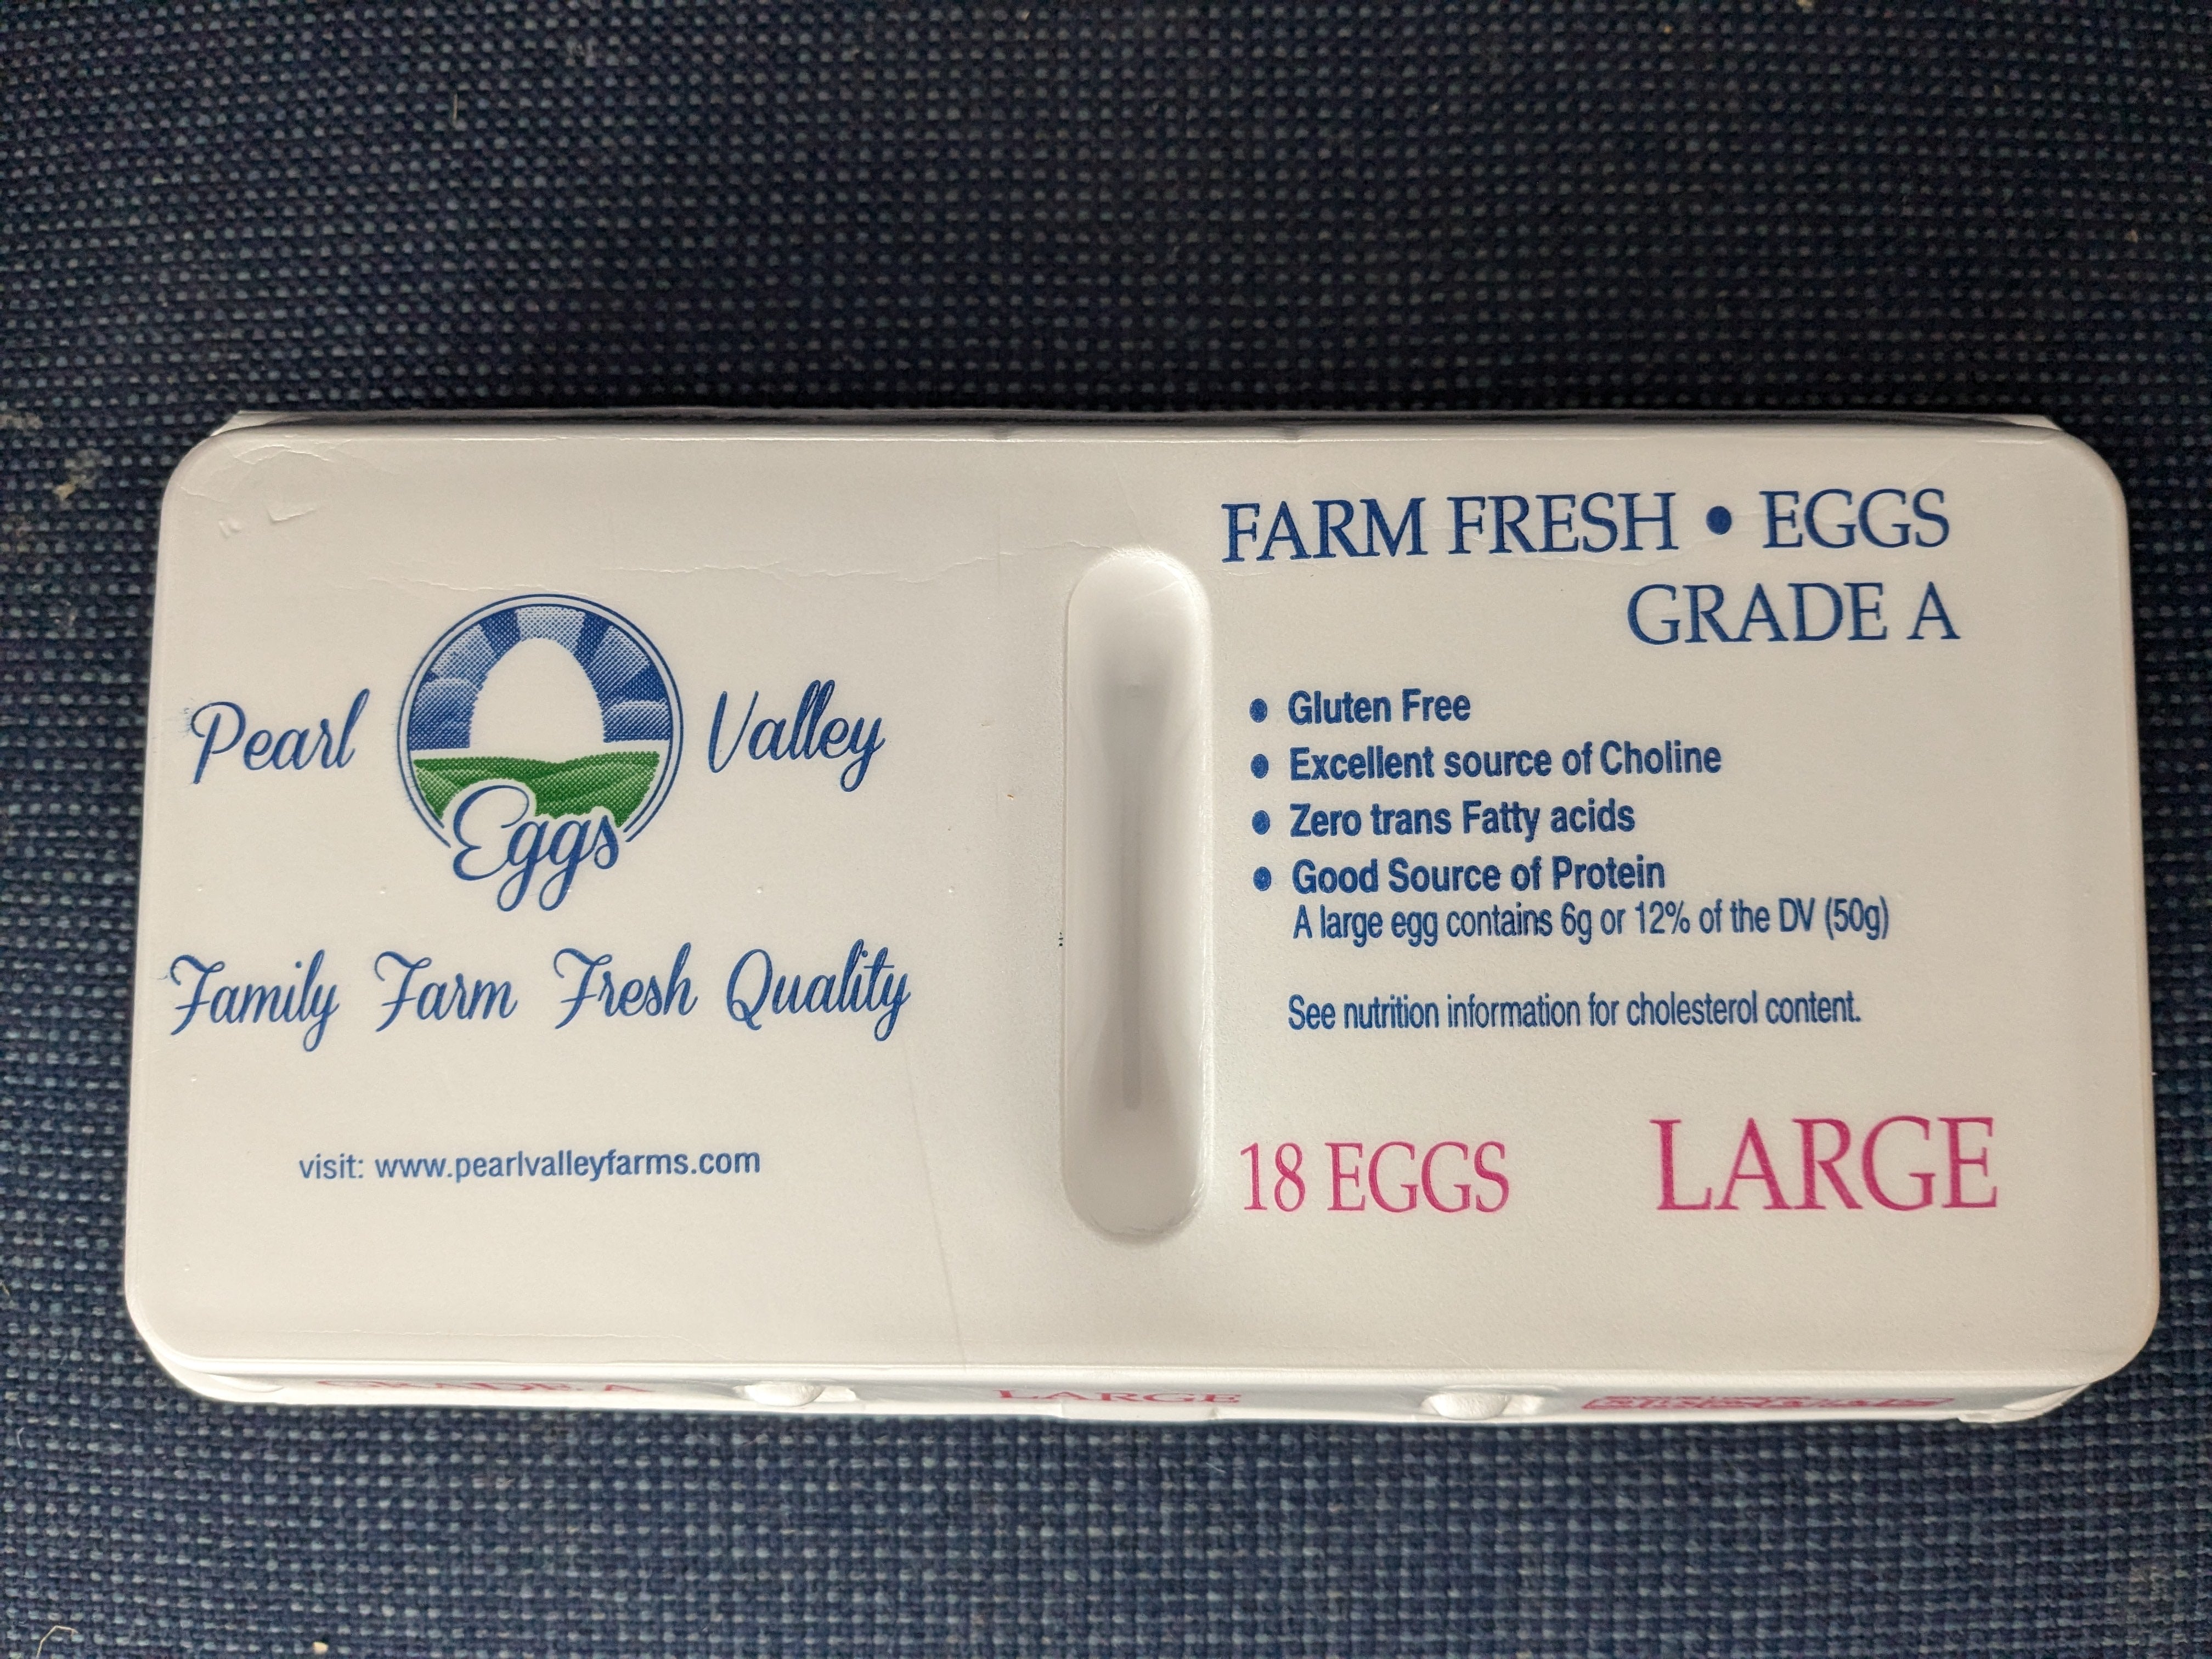 Pearl Valley
Eggs
Family Farm Fresh Quality
visit: www.pearlvalleyfarms.com
FARM FRESH • EGGS
GRADE A
• Gluten Free
• Excellent source of Choline
• Zero trans Fatty acids
• Good Source of Protein
A large egg contains 6g or 12% of the DV (50g)
See nutrition information for cholesterol content.
18 EGGS LARGE
GRADE A LARGE